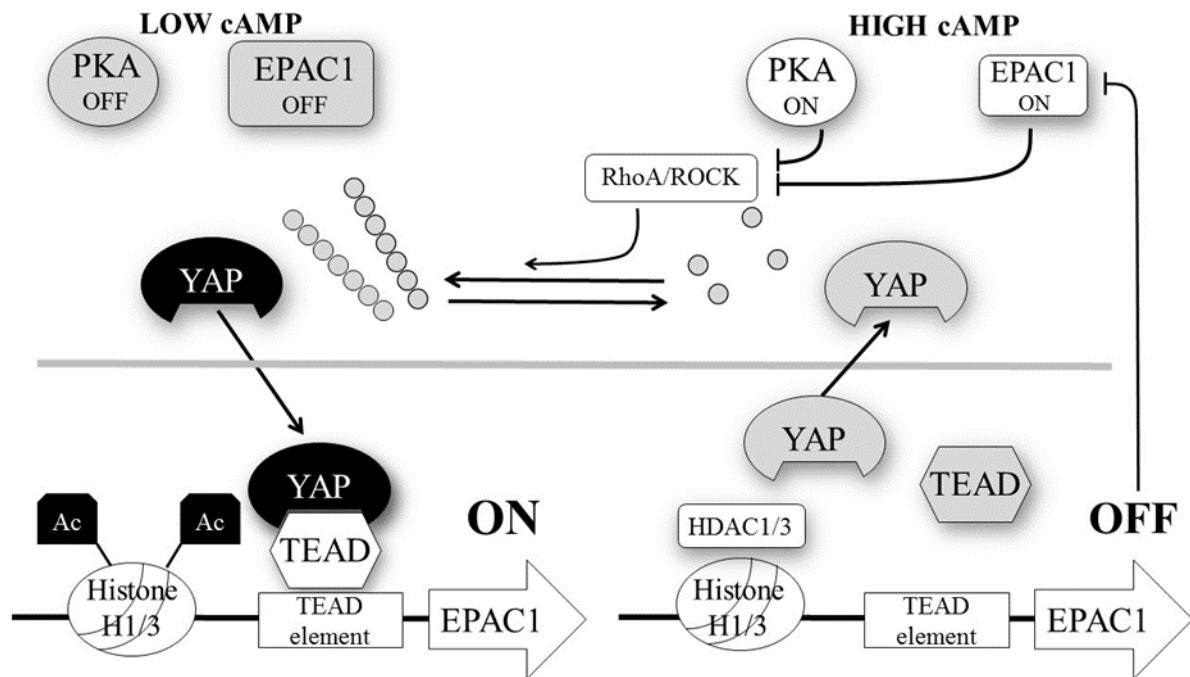 LOW cAMP
HIGH cAMP
PKA
OFF
EPAC1
OFF
PKA
ON
EPAC1
ON
RhoA/ROCK
YAP
YAP
YAP
YAP
TEAD
Ac
Ac
ON
Histone
H1/3
TEAD
element
EPAC1
HDAC1/3
TEAD
OFF
Histone
H1/3
TEAD
element
EPAC1